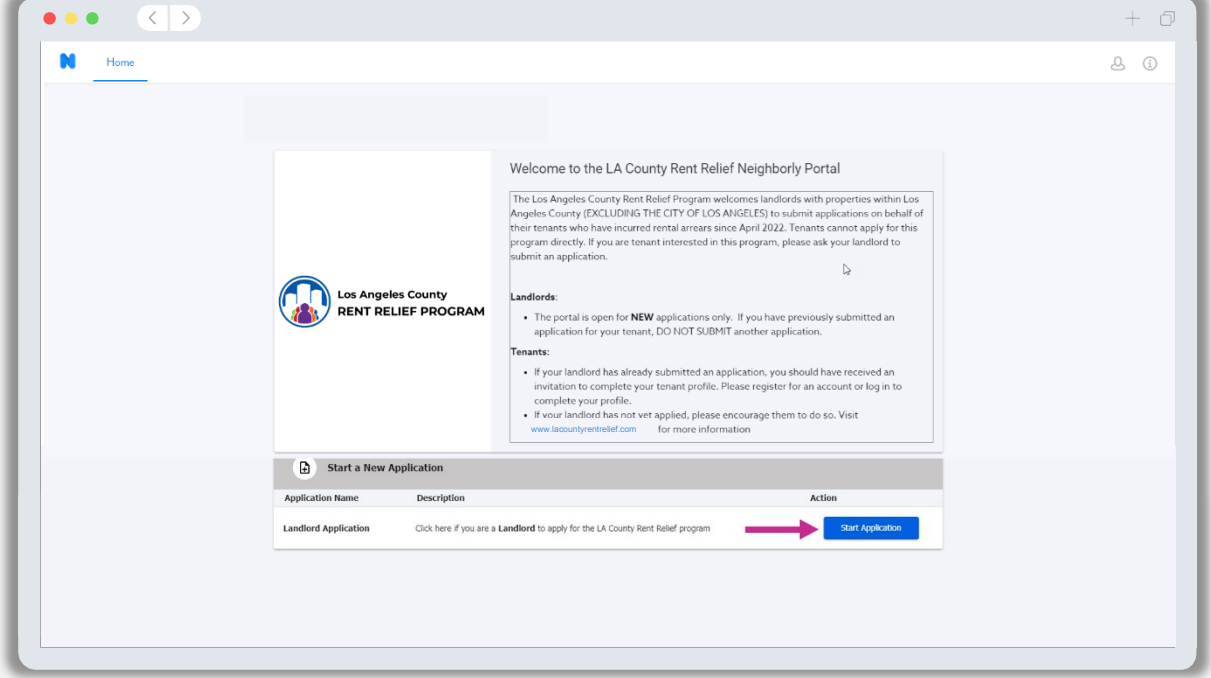 Home
Welcome to the LA County Rent Relief Neighborly Portal
The Los Angeles County Rent Relief Program welcomes landlords with properties within Los
Angeles County (EXCLUDING THE CITY OF LOS ANGELES) to submit applications on behalf of
their tenants who have incurred rental arrears since April 2022. Tenants cannot apply for this
program directly. If you are tenant interested in this program, please ask your landlord to
submit an application.
Los Angeles County
RENT RELIEF PROGRAM
Landlords:
• The portal is open for NEW applications only. If you have previously submitted an
application for your tenant, DO NOT SUBMIT another application.
Tenants:
• If your landlord has already submitted an application, you should have received an
invitation to complete your tenant profile. Please register for an account or log in to
complete your profile.
• If your landlord has not yet applied, please encourage them to do so. Visit
www.lacountyrentrelief.com for more information
Start a New Application
Application Name Description Action
Landlord Application Click here if you are a Landlord to apply for the LA County Rent Relief program Start Application